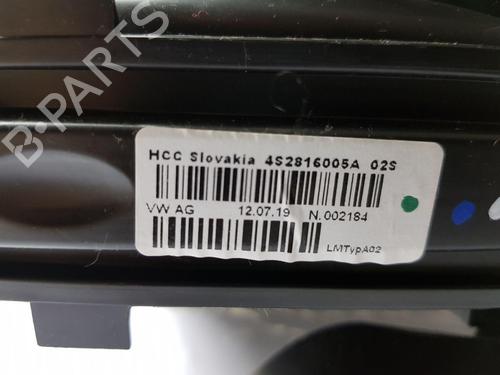 B-PARTS
HCC Slovakia 4S2816005A 02S
VW AG 12.07.19 N.002184
LMTypA02